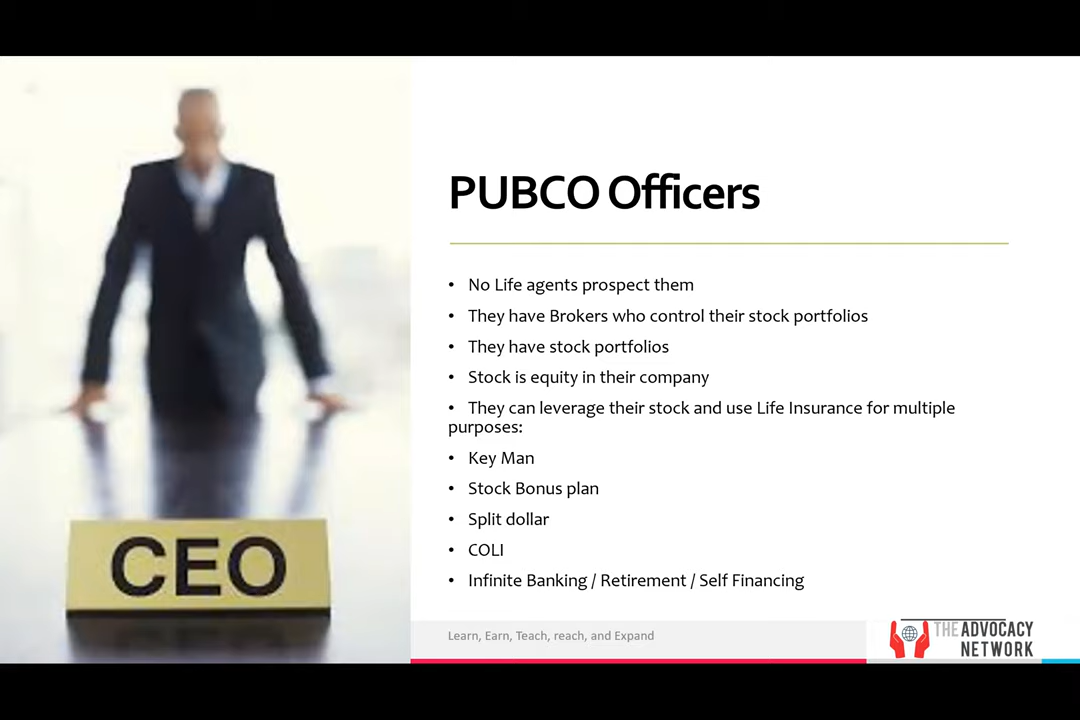 PUBCO Officers
• No Life agents prospect them
• They have Brokers who control their stock portfolios
• They have stock portfolios
• Stock is equity in their company
• They can leverage their stock and use Life Insurance for multiple
purposes:
• Key Man
• Stock Bonus plan
• Split dollar
• COLI
• Infinite Banking / Retirement / Self Financing
CEO
Learn, Earn, Teach, reach, and Expand
THE ADVOCACY
NETWORK